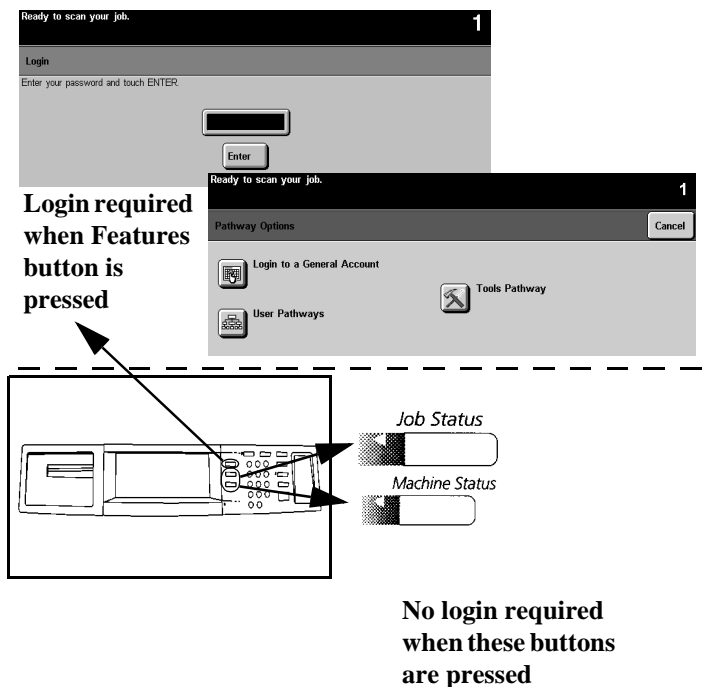 Ready to scan your job.
1
Login
Enter your password and touch ENTER.
Enter
Ready to scan your job.
1
Pathway Options
Cancel
Login to a General Account
Tools Pathway
User Pathways
Login required
when Features
button is
pressed
Job Status
Machine Status
No login required
when these buttons
are pressed